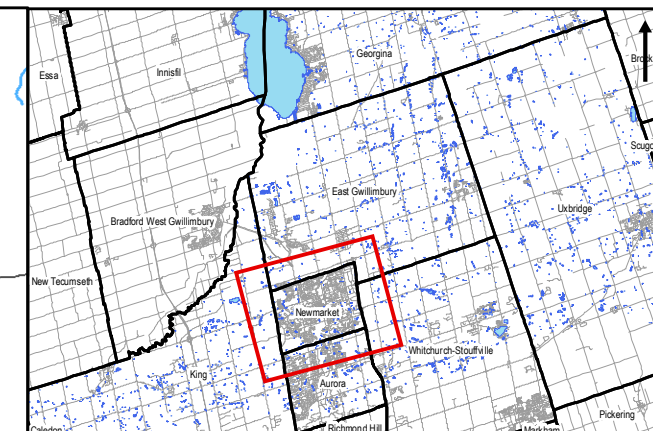 Georgina
Essa
Innisfil
Brock
Scugo
East Gwillimbury
Uxbridge
Bradford West Gwillimbury
New Tecumseth
Newmarket
Whitchurch-Stouffville
King
Aurora
Pickering
Caledon
Richmond Hill
Markham